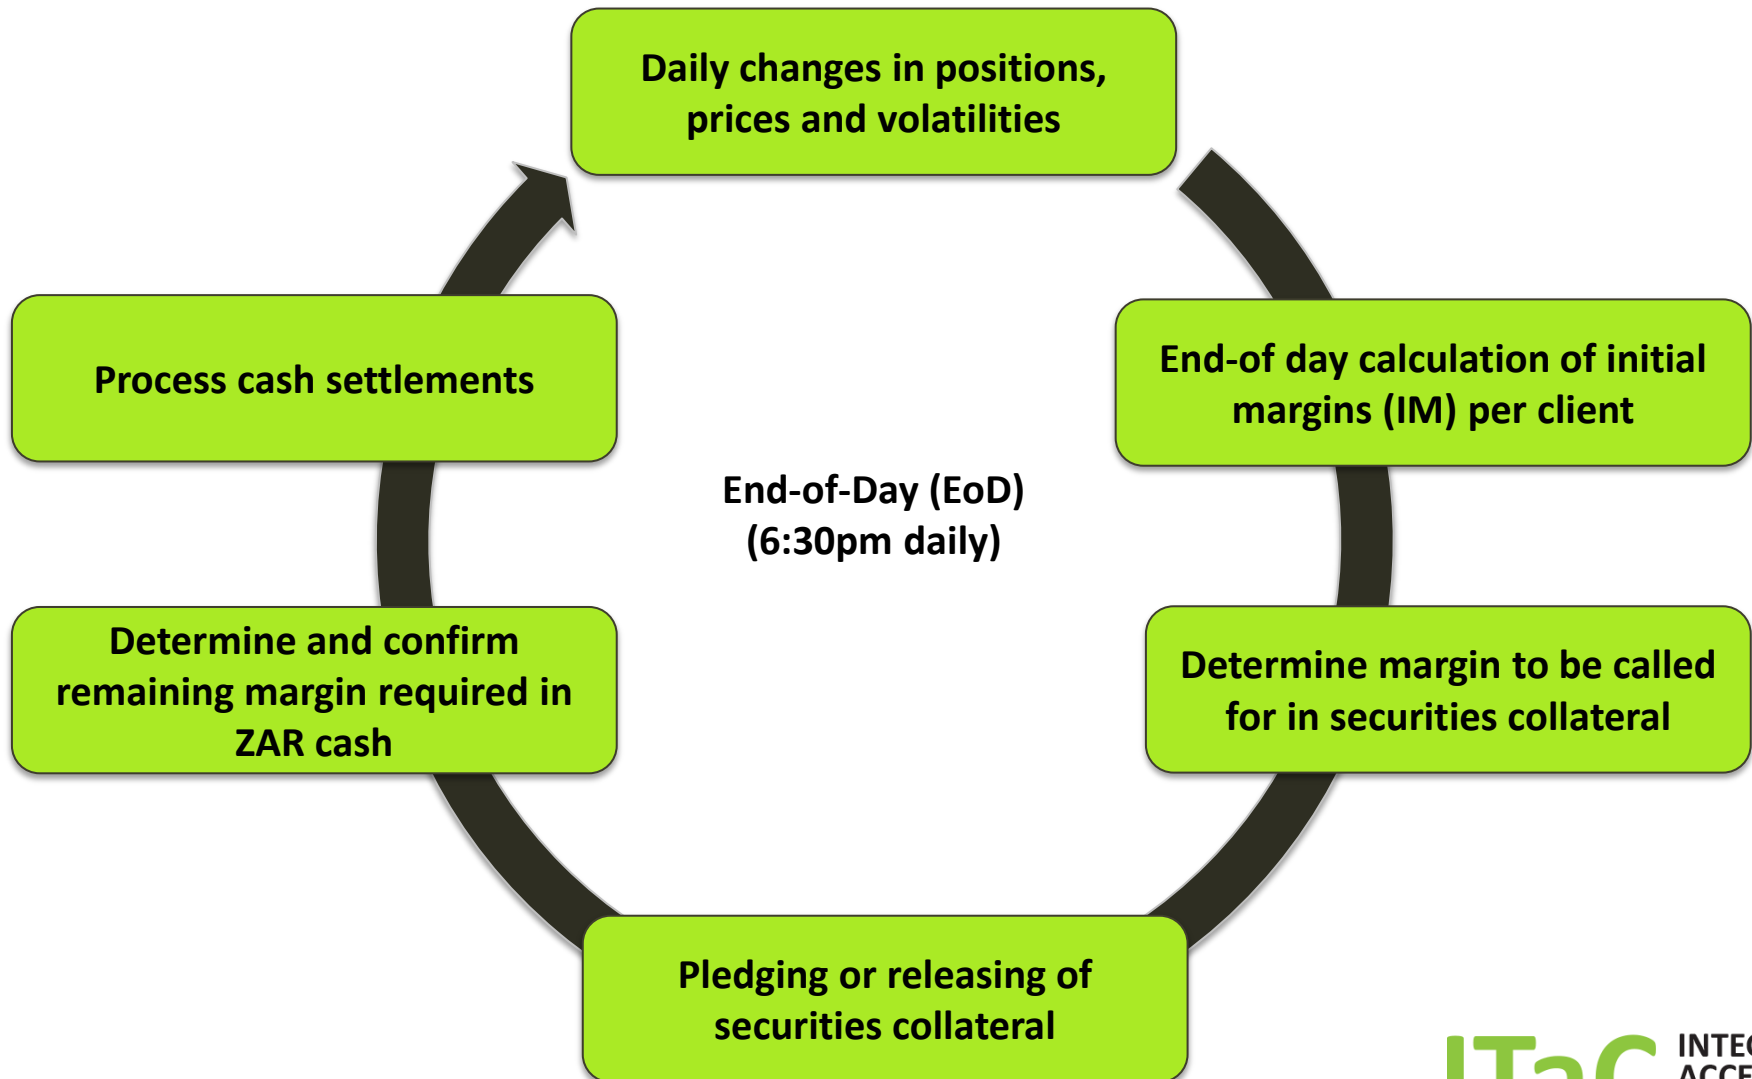 Daily changes in positions,
prices and volatilities
End-of day calculation of initial
margins (IM) per client
Determine margin to be called
for in securities collateral
Pledging or releasing of
securities collateral
Determine and confirm
remaining margin required in
ZAR cash
Process cash settlements
End-of-Day (EoD)
(6:30pm daily)
ITaC